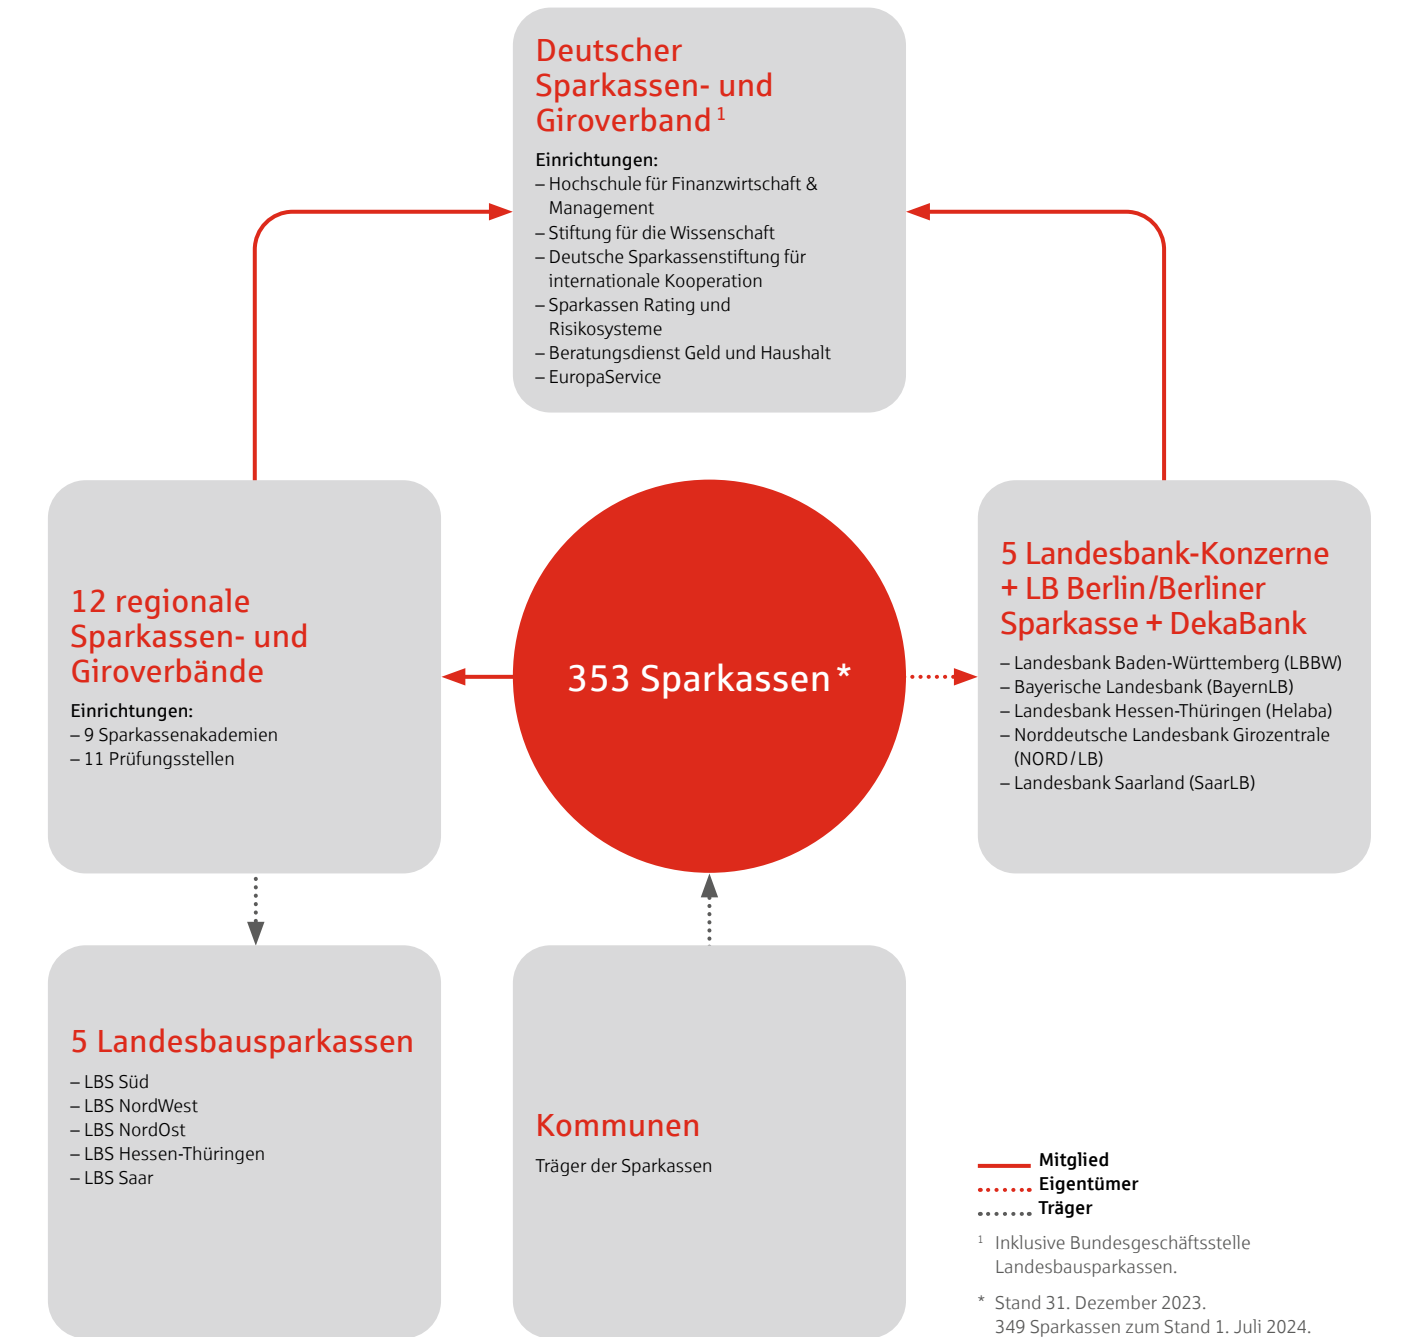 Deutscher
Sparkassen- und
Giroverband ¹
Einrichtungen:
– Hochschule für Finanzwirtschaft &
Management
– Stiftung für die Wissenschaft
– Deutsche Sparkassenstiftung für
internationale Kooperation
– Sparkassen Rating und
Risikosysteme
– Beratungsdienst Geld und Haushalt
– EuropaService
12 regionale
Sparkassen- und
Giroverbände
Einrichtungen:
– 9 Sparkassenakademien
– 11 Prüfungsstellen
353 Sparkassen *
5 Landesbank-Konzerne
+ LB Berlin/Berliner
Sparkasse + DekaBank
– Landesbank Baden-Württemberg (LBBW)
– Bayerische Landesbank (BayernLB)
– Landesbank Hessen-Thüringen (Helaba)
– Norddeutsche Landesbank Girozentrale
(NORD/LB)
– Landesbank Saarland (SaarLB)
5 Landesbausparkassen
– LBS Süd
– LBS NordWest
– LBS NordOst
– LBS Hessen-Thüringen
– LBS Saar
Kommunen
Träger der Sparkassen
Mitglied
Eigentümer
Träger
¹ Inklusive Bundesgeschäftsstelle
Landesbausparkassen.
* Stand 31. Dezember 2023.
349 Sparkassen zum Stand 1. Juli 2024.